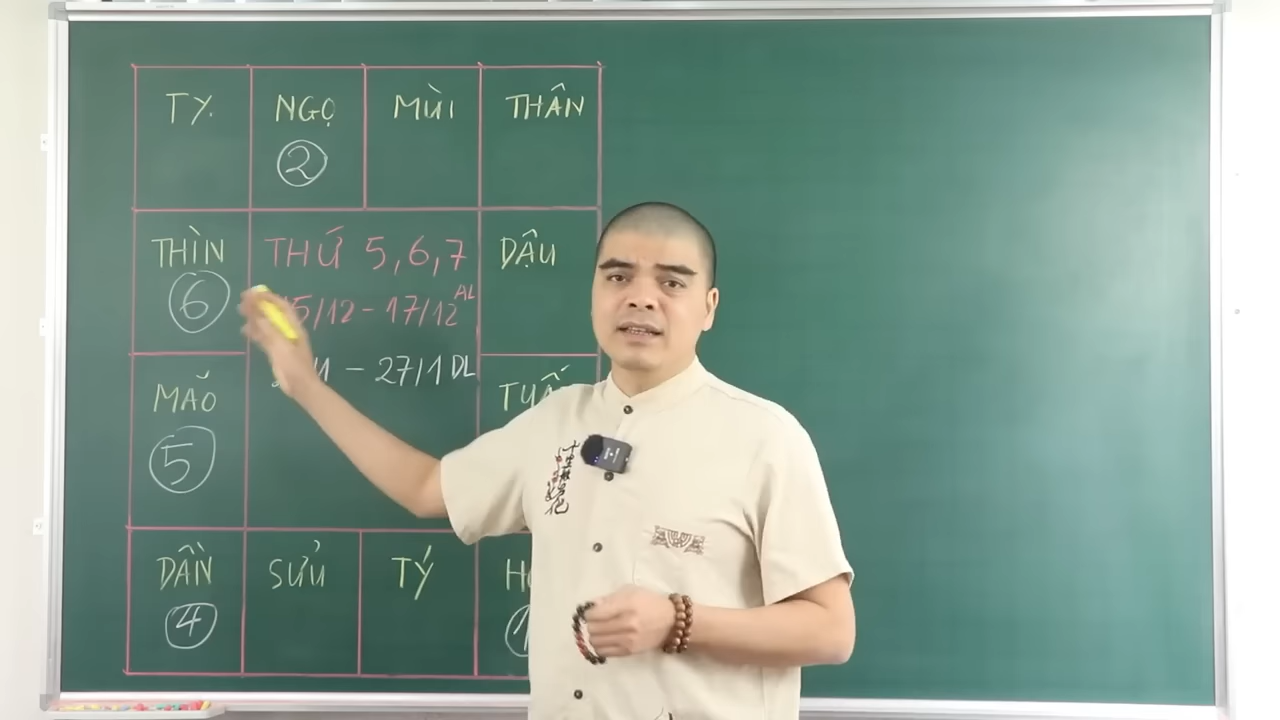 TỴ. NGỌ MÙI THÂN
2
THÌN THỨ 5,6,7 DẬU
6 15/12 - 17/12 AL
- 27/1 DL
MÃO
5
DẦN SỬU TÝ
4